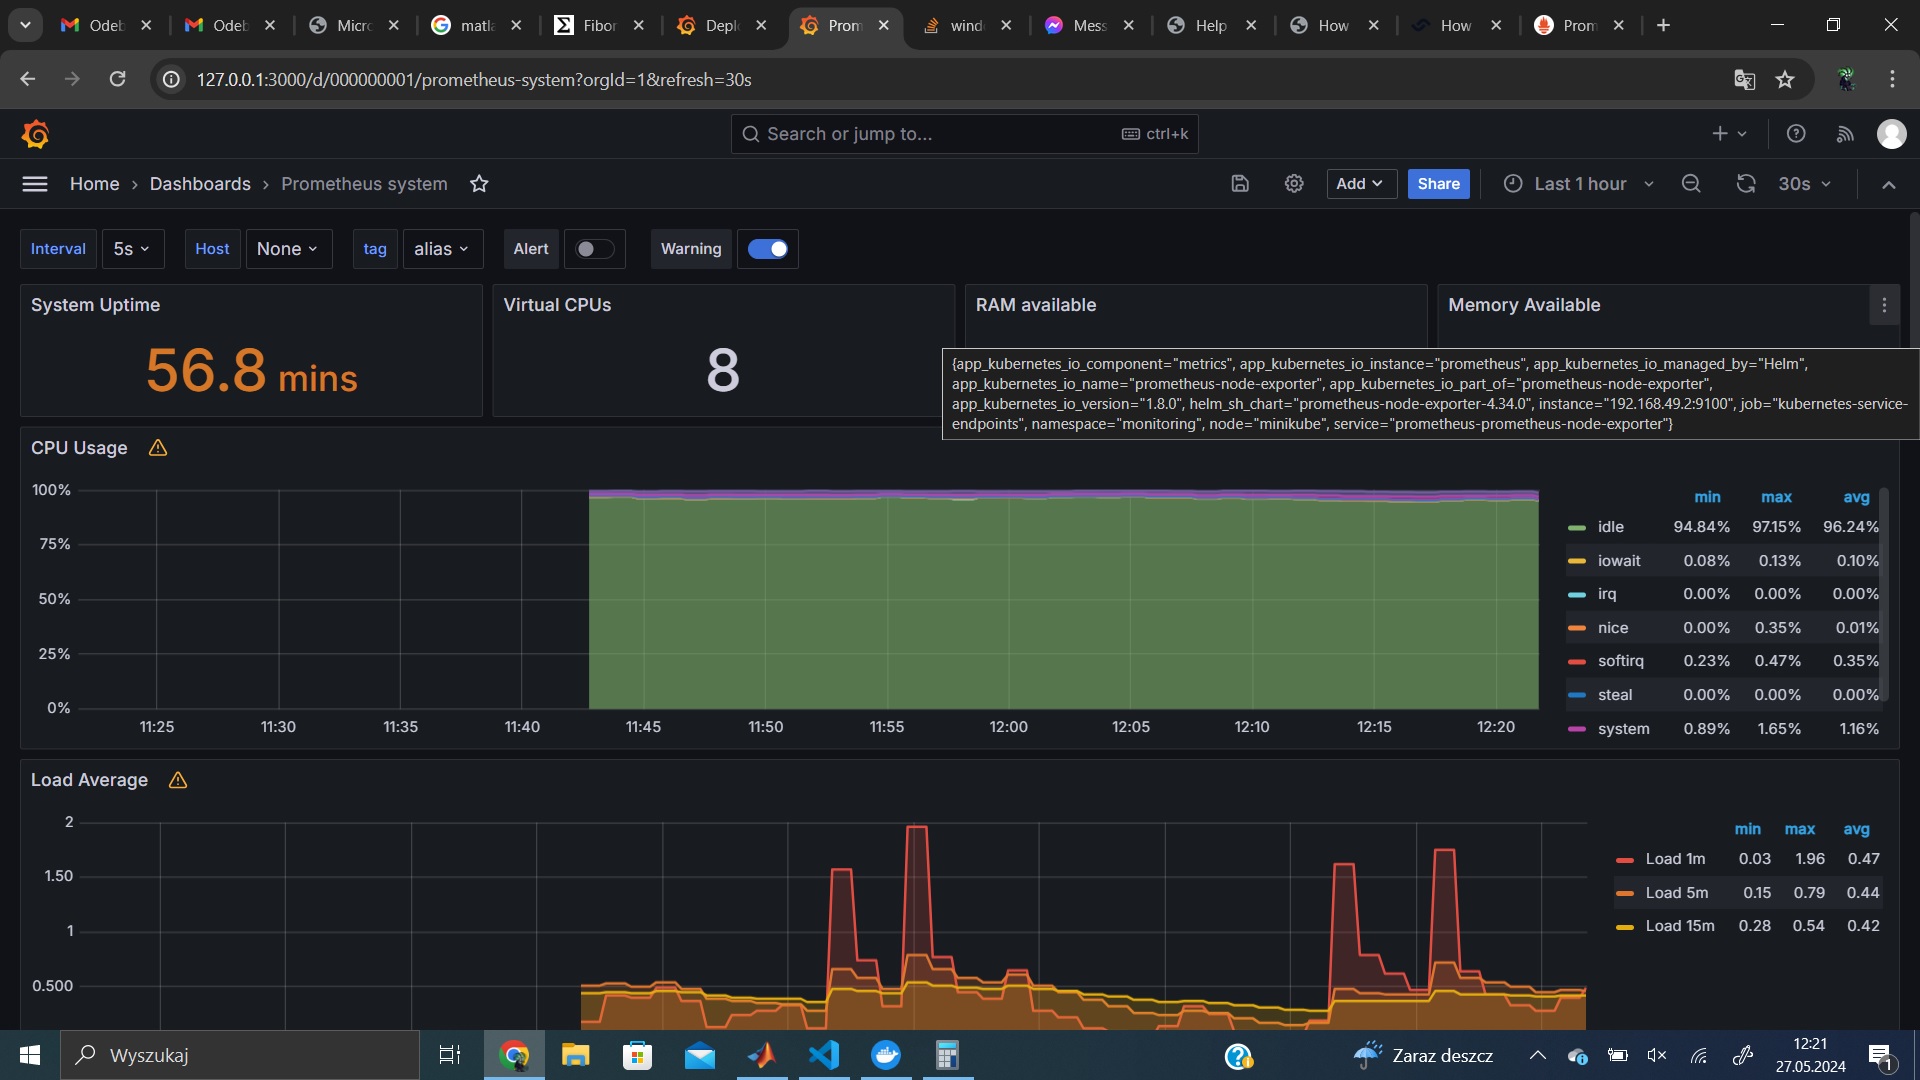 Odeb
Odeb
Micro
matla
Fibon
Deplo
Prom
wind
Mess
Help
How
How
Prom
127.0.0.1:3000/d/000000001/prometheus-system?orgId=1&refresh=30s
Search or jump to...
ctrl+k
Home › Dashboards › Prometheus system
Add
Share
Last 1 hour
30s
Interval 5s
Host None
tag alias
Alert
Warning
System Uptime
56.8 mins
Virtual CPUs
8
RAM available
Memory Available
{app_kubernetes_io_component="metrics", app_kubernetes_io_instance="prometheus", app_kubernetes_io_managed_by="Helm",
app_kubernetes_io_name="prometheus-node-exporter", app_kubernetes_io_part_of="prometheus-node-exporter",
app_kubernetes_io_version="1.8.0", helm_sh_chart="prometheus-node-exporter-4.34.0", instance="192.168.49.2:9100", job="kubernetes-service-
endpoints", namespace="monitoring", node="minikube", service="prometheus-prometheus-node-exporter"}
CPU Usage
100%
75%
50%
25%
0%
11:25 11:30 11:35 11:40 11:45 11:50 11:55 12:00 12:05 12:10 12:15 12:20
min max avg
idle 94.84% 97.15% 96.24%
iowait 0.08% 0.13% 0.10%
irq 0.00% 0.00% 0.00%
nice 0.00% 0.35% 0.01%
softirq 0.23% 0.47% 0.35%
steal 0.00% 0.00% 0.00%
system 0.89% 1.65% 1.16%
Load Average
2
1.50
1
0.500
min max avg
Load 1m 0.03 1.96 0.47
Load 5m 0.15 0.79 0.44
Load 15m 0.28 0.54 0.42
Wyszukaj
Zaraz deszcz
12:21
27.05.2024
1